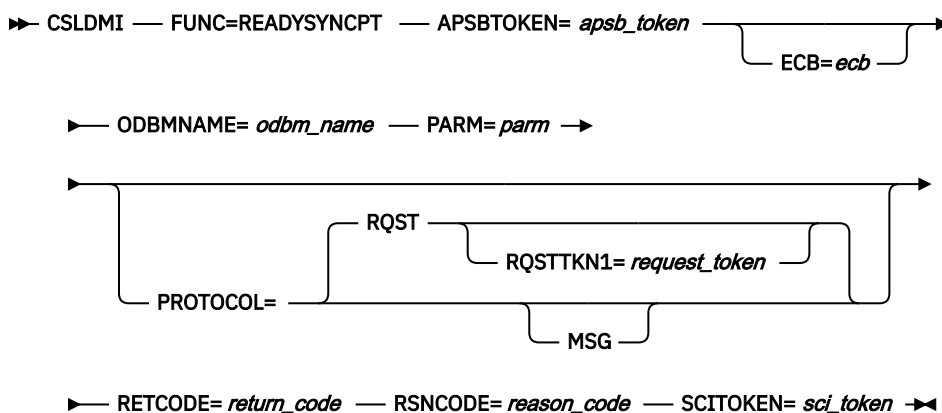 CSLDMI FUNC=READYSYNCPT APSBTOKEN= apsb_token
ECB= ecb
ODBMNAME= odbm_name PARM= parm
RQST
RQSTTKN1= request_token
PROTOCOL=
MSG
RETCODE= return_code RSNCODE= reason_code SCITOKEN= sci_token